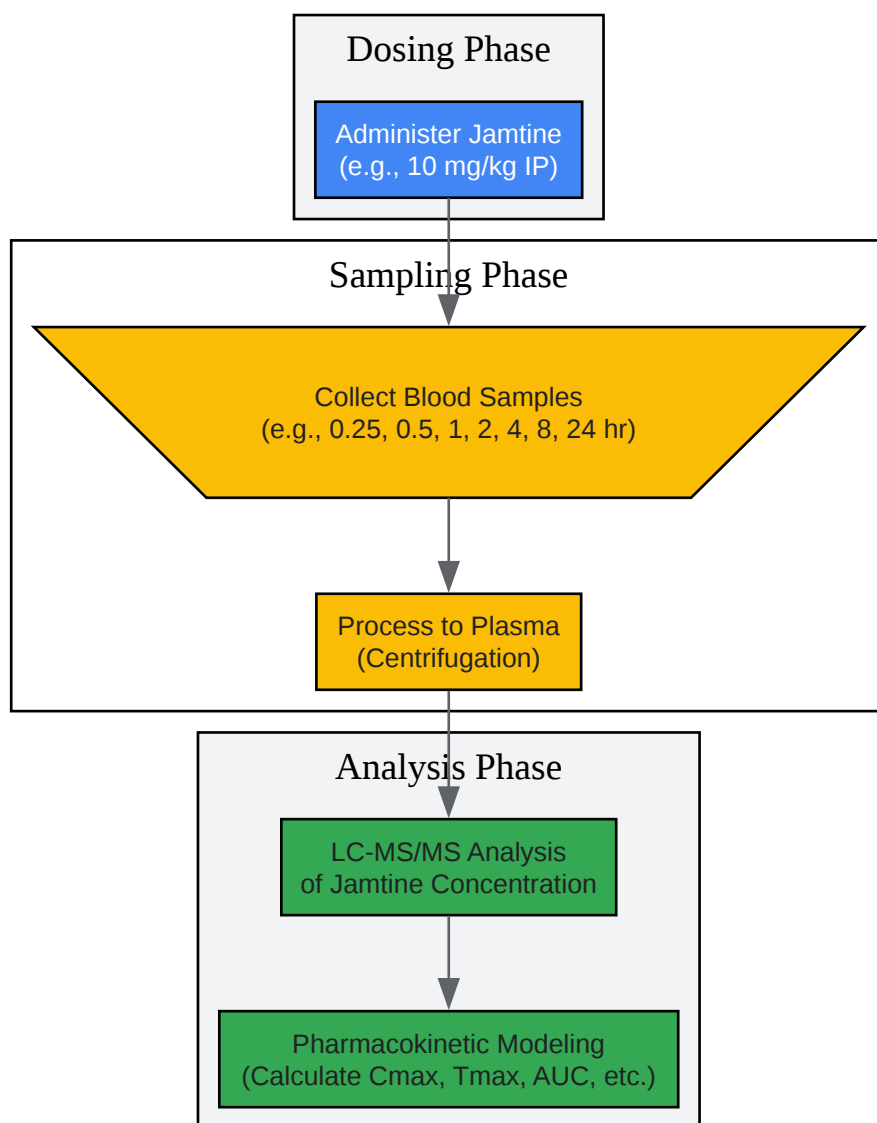 Dosing Phase
Administer Jamtine
(e.g., 10 mg/kg IP)
Sampling Phase
Collect Blood Samples
(e.g., 0.25, 0.5, 1, 2, 4, 8, 24 hr)
Process to Plasma
(Centrifugation)
Analysis Phase
LC-MS/MS Analysis
of Jamtine Concentration
Pharmacokinetic Modeling
(Calculate Cmax, Tmax, AUC, etc.)